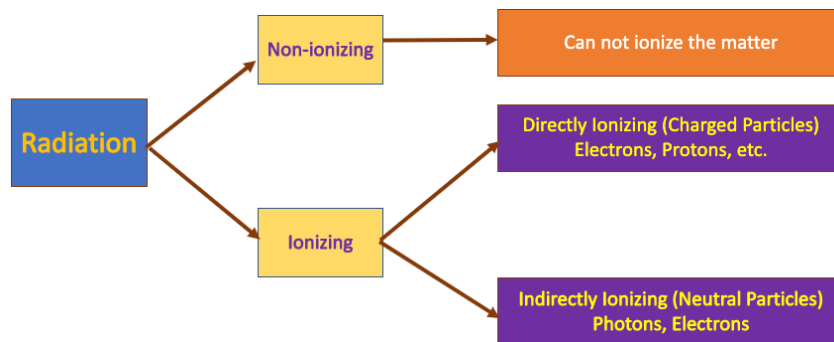 Radiation
Non-ionizing
Can not ionize the matter
Ionizing
Directly Ionizing (Charged Particles)
Electrons, Protons, etc.
Indirectly Ionizing (Neutral Particles)
Photons, Electrons